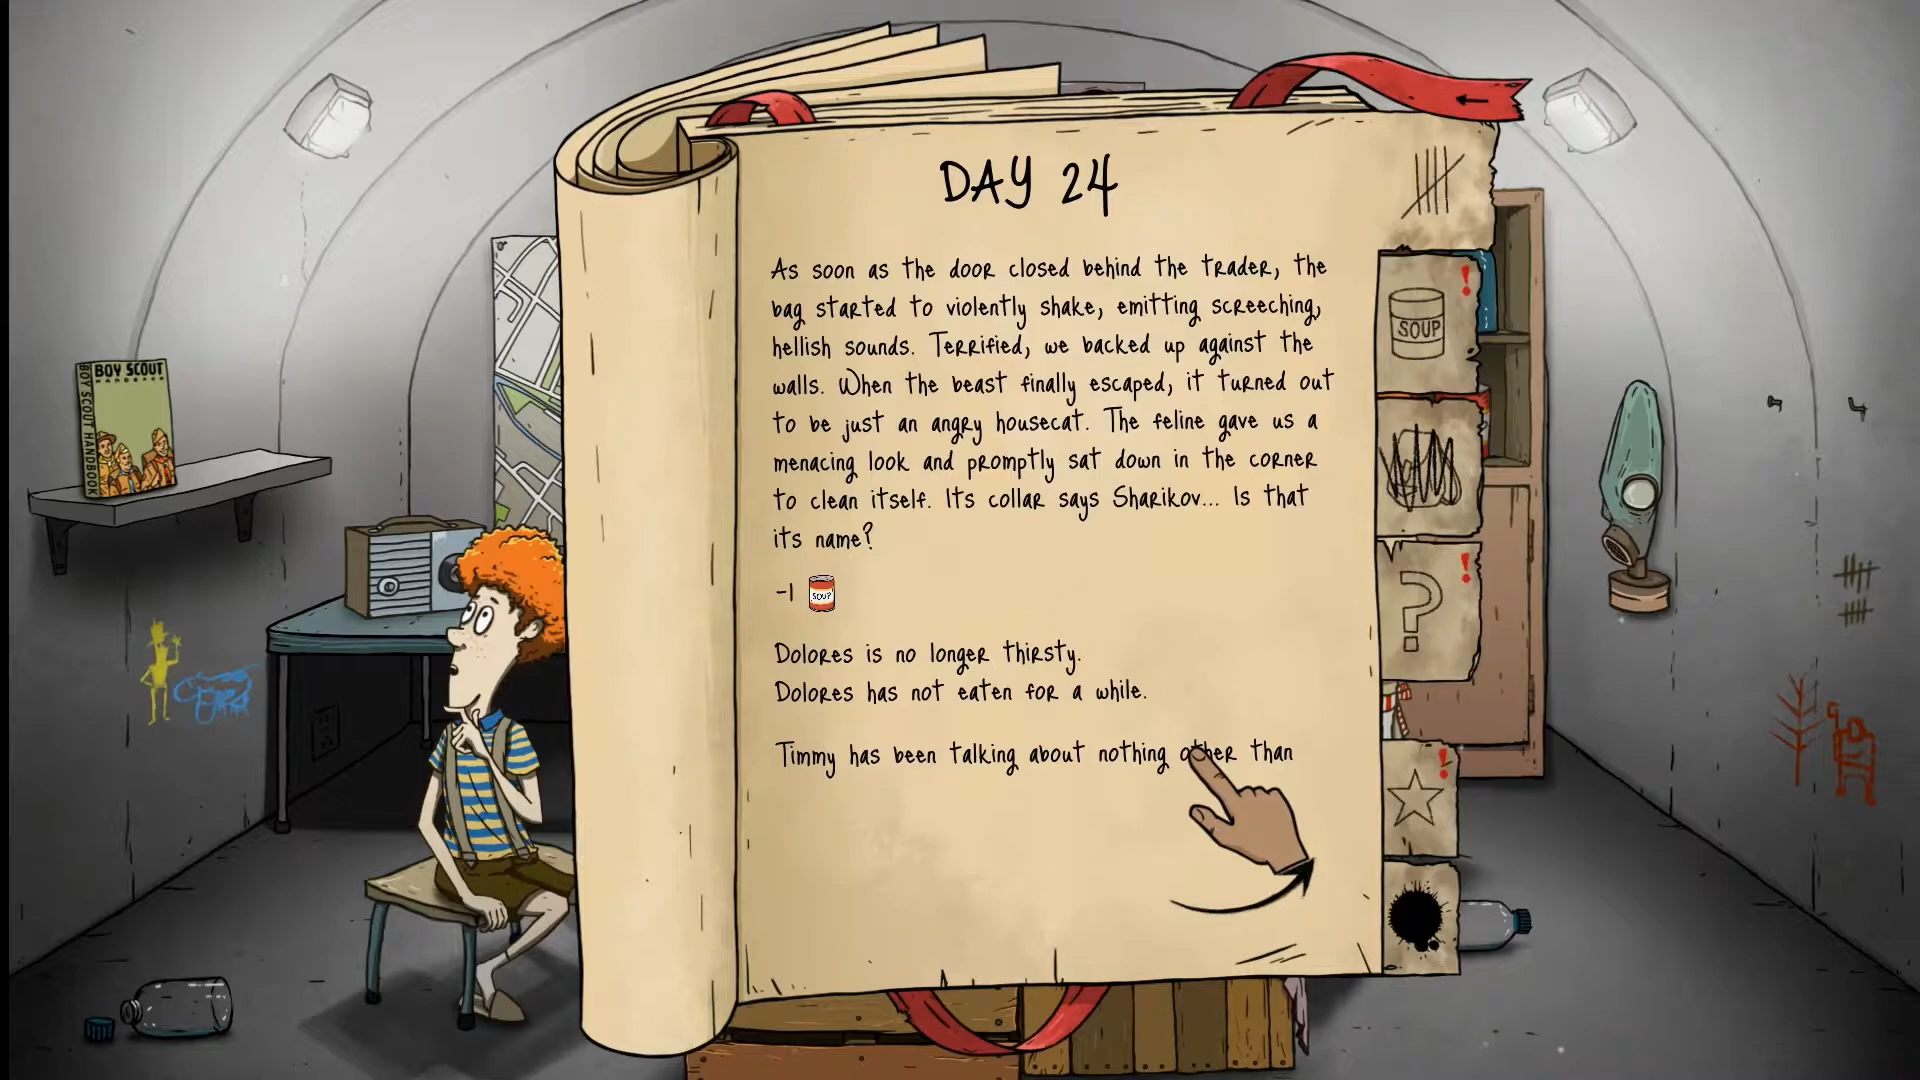 DAY 24
As soon as the door closed behind the trader, the
bag started to violently shake, emitting screeching,
hellish sounds. Terrified, we backed up against the
walls. When the beast finally escaped, it turned out
to be just an angry housecat. The feline gave us a
menacing look and promptly sat down in the corner
to clean itself. Its collar says Sharikov... Is that
its name?
-1 SOUP
Dolores is no longer thirsty.
Dolores has not eaten for a while.
Timmy has been talking about nothing other than
!
SOUP
?
!
!
BOY SCOUT
HANDBOOK
BOY SCOUT HANDBOOK